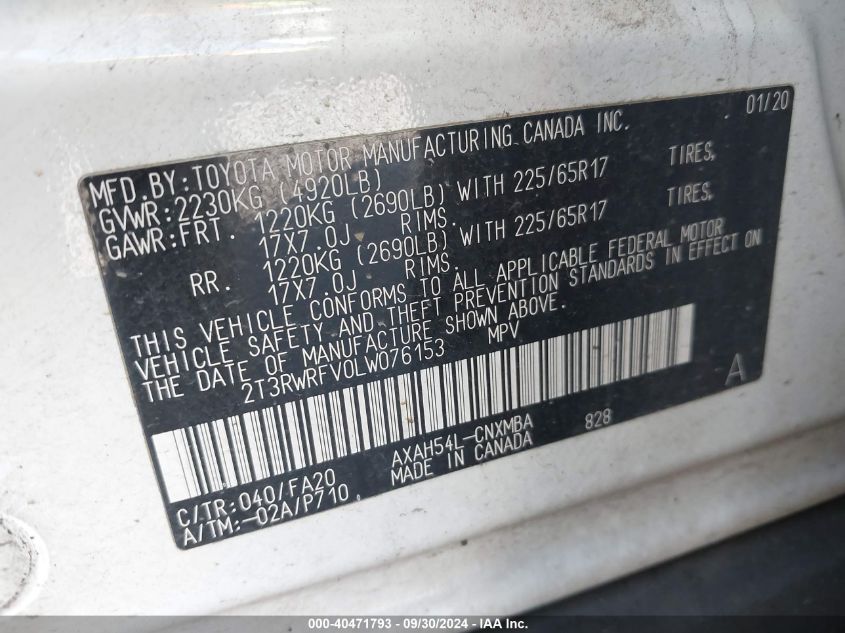 01/20
MFD. BY:TOYOTA MOTOR MANUFACTURING CANADA INC.
GVWR:2230KG (4920LB)
GAWR:FRT. 1220KG (2690LB) WITH 225/65R17 TIRES,
17X7.0J RIMS.
RR. 1220KG (2690LB) WITH 225/65R17 TIRES,
17X7.0J RIMS.
THIS VEHICLE CONFORMS TO ALL APPLICABLE FEDERAL MOTOR
VEHICLE SAFETY AND THEFT PREVENTION STANDARDS IN EFFECT ON
THE DATE OF MANUFACTURE SHOWN ABOVE.
2T3RWRFV0LW076153 MPV
A
AXAH54L-CNXMBA 828
MADE IN CANADA
C/TR:040/FA20
A/TM:-02A/P710
000-40471793 - 09/30/2024 - COPYRIGHT IAA, INC.